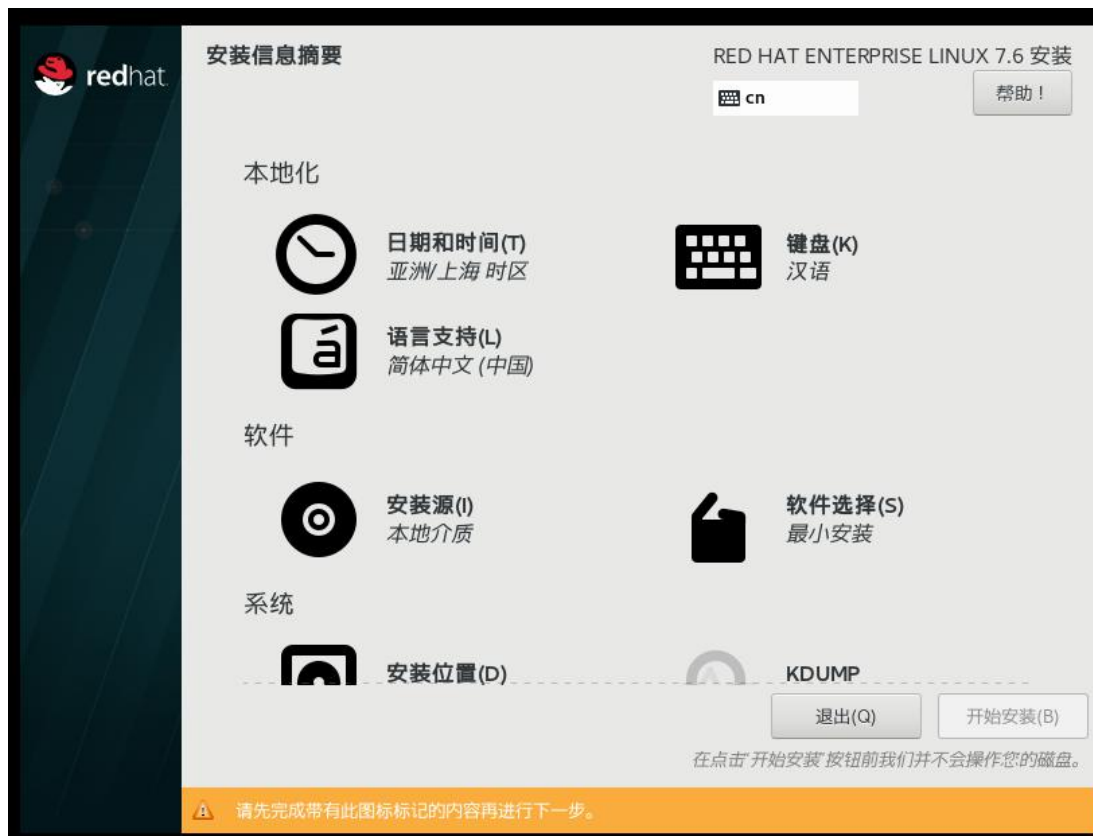 redhat.
安装信息摘要
RED HAT ENTERPRISE LINUX 7.6 安装
cn
帮助！
本地化
日期和时间(T)
亚洲/上海 时区
键盘(K)
汉语
语言支持(L)
简体中文 (中国)
软件
安装源(I)
本地介质
软件选择(S)
最小安装
系统
安装位置(D)
KDUMP
退出(Q)
开始安装(B)
在点击"开始安装"按钮前我们并不会操作您的磁盘。
请先完成带有此图标标记的内容再进行下一步。